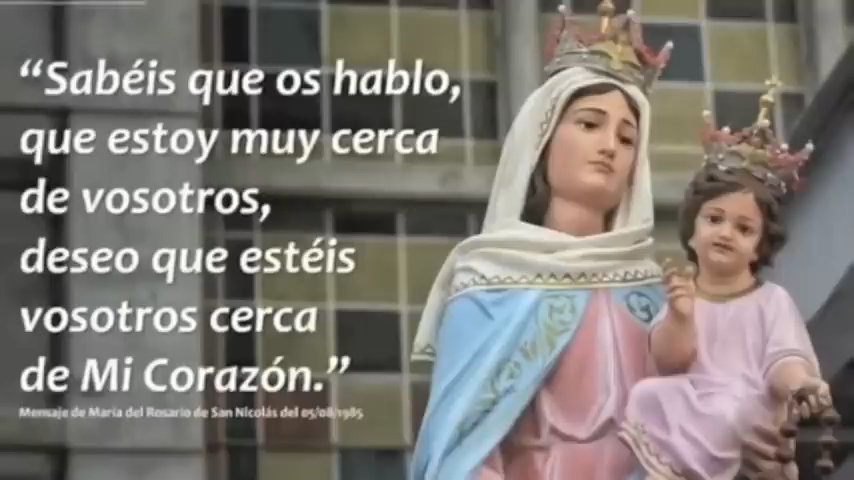 “Sabéis que os hablo,
que estoy muy cerca
de vosotros,
deseo que estéis
vosotros cerca
de Mi Corazón.”
Mensaje de María del Rosario de San Nicolás del 05/08/1985